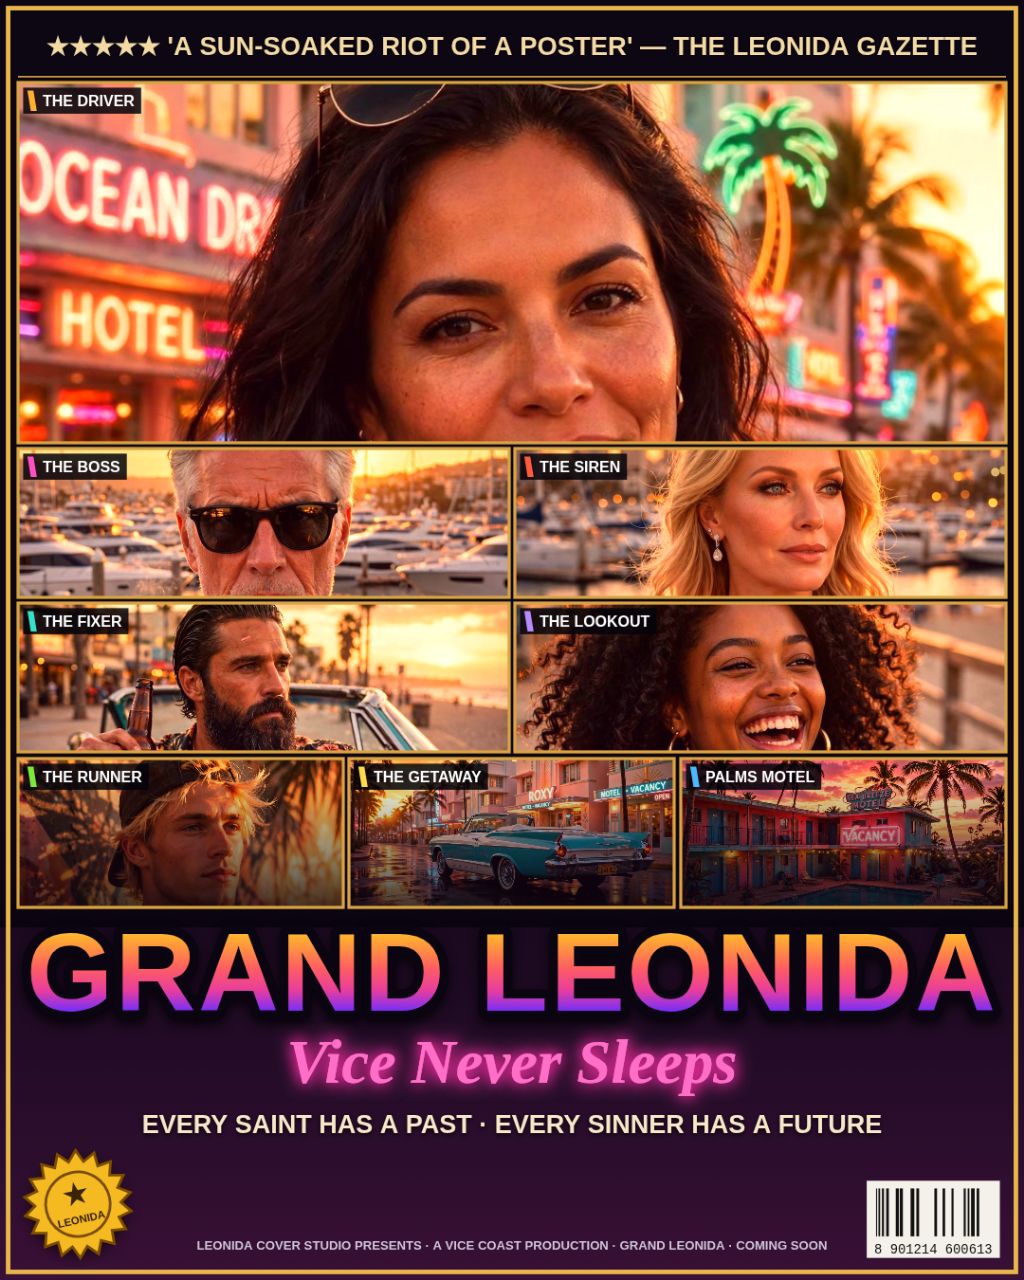 ★★★★★ 'A SUN-SOAKED RIOT OF A POSTER' — THE LEONIDA GAZETTE
THE DRIVER
OCEAN DR
HOTEL
THE BOSS
THE SIREN
THE FIXER
THE LOOKOUT
THE RUNNER
THE GETAWAY
ROXY
MOTEL • VACANCY
OPEN
PALMS MOTEL
MOTEL
VACANCY
GRAND LEONIDA
Vice Never Sleeps
EVERY SAINT HAS A PAST · EVERY SINNER HAS A FUTURE
LEONIDA
LEONIDA COVER STUDIO PRESENTS · A VICE COAST PRODUCTION · GRAND LEONIDA · COMING SOON
8 901214 600613